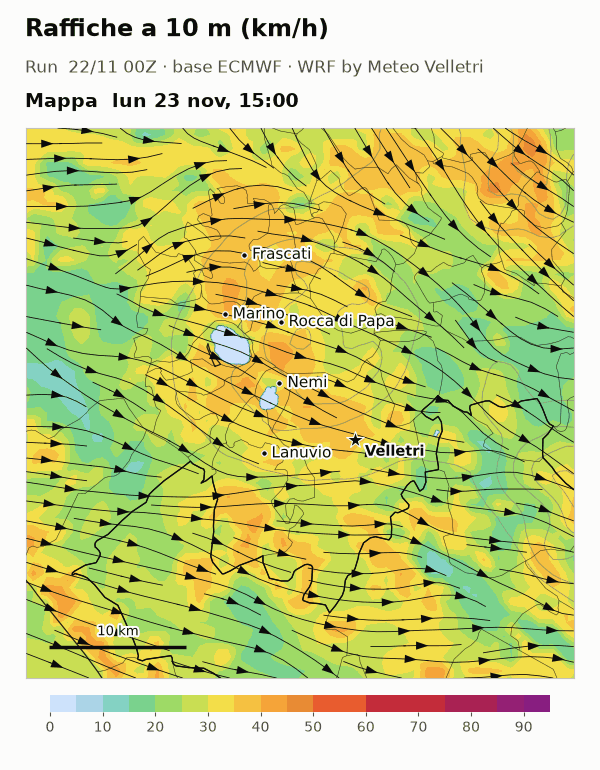 Raffiche a 10 m (km/h)
Run  22/11 00Z · base ECMWF · WRF by Meteo Velletri
Mappa  lun 23 nov, 15:00
Frascati
Marino
Rocca di Papa
Nemi
Velletri
Lanuvio
10 km
0 10 20 30 40 50 60 70 80 90